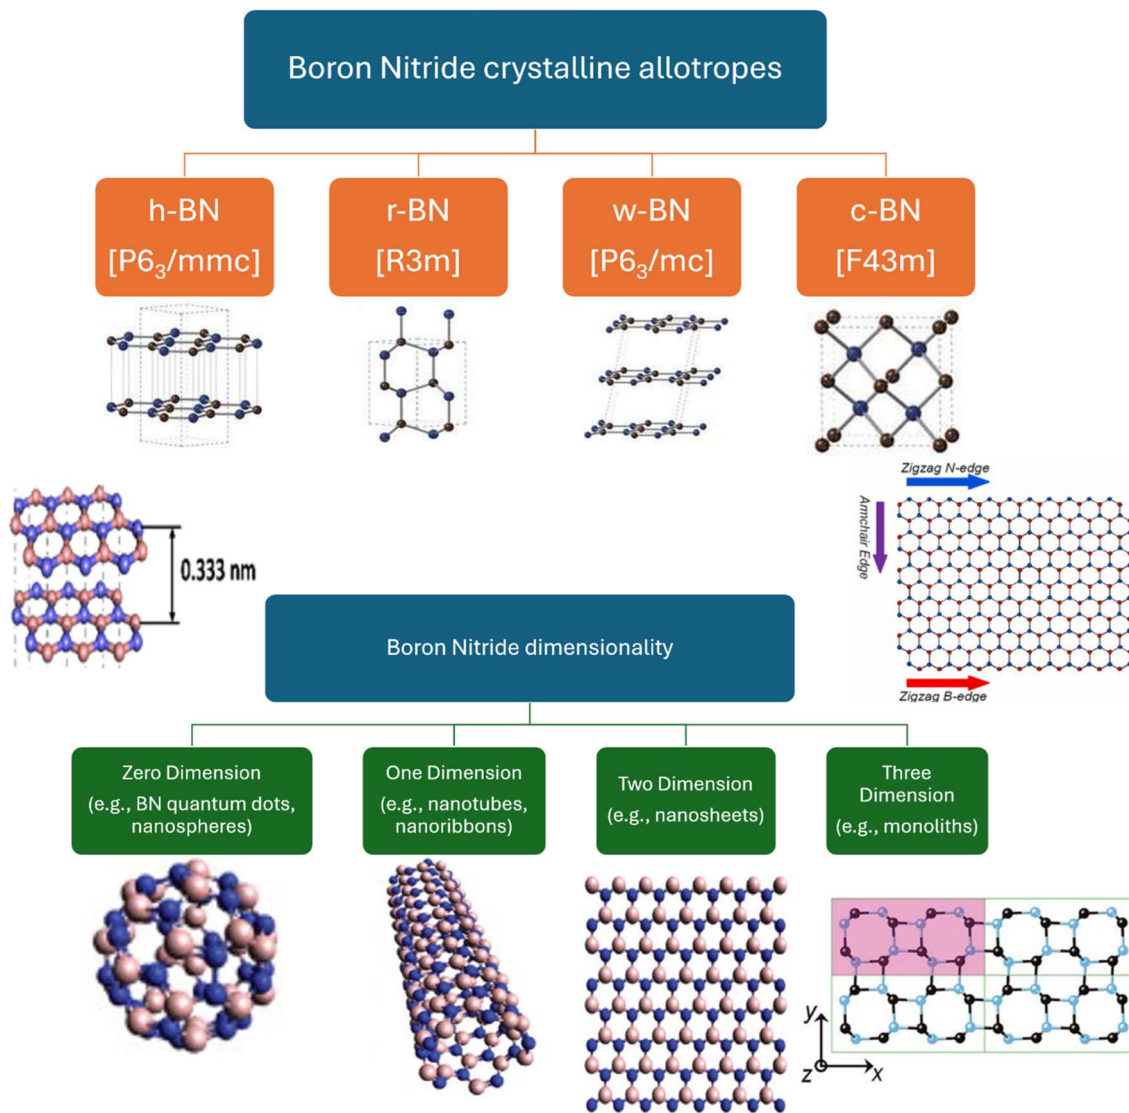 Boron Nitride crystalline allotropes
h-BN
[P6₃/mmc]
r-BN
[R3m]
w-BN
[P6₃/mc]
c-BN
[F43m]
0.333 nm
Zigzag N-edge
Armchair Edge
Zigzag B-edge
Boron Nitride dimensionality
Zero Dimension
(e.g., BN quantum dots,
nanospheres)
One Dimension
(e.g., nanotubes,
nanoribbons)
Two Dimension
(e.g., nanosheets)
Three
Dimension
(e.g., monoliths)
y
z
x